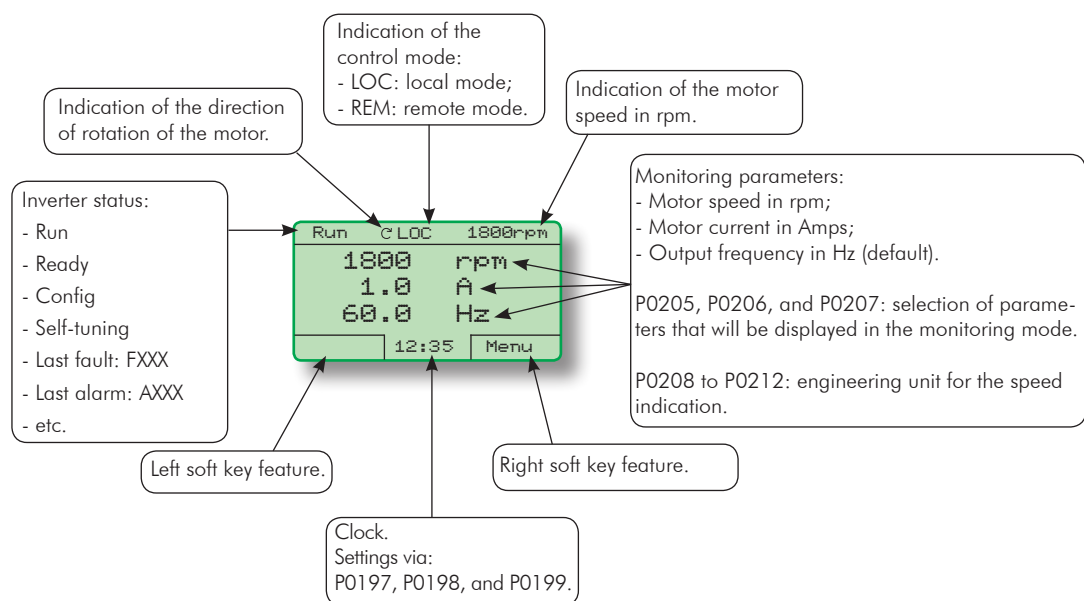 Indication of the
control mode:
- LOC: local mode;
- REM: remote mode.
Indication of the direction
of rotation of the motor.
Indication of the motor
speed in rpm.
Inverter status:
- Run
- Ready
- Config
- Self-tuning
- Last fault: FXXX
- Last alarm: AXXX
- etc.
Run LOC 1800rpm
1800 rpm
1.0 A
60.0 Hz
12:35 Menu
Monitoring parameters:
- Motor speed in rpm;
- Motor current in Amps;
- Output frequency in Hz (default).
P0205, P0206, and P0207: selection of parame-
ters that will be displayed in the monitoring mode.
P0208 to P0212: engineering unit for the speed
indication.
Left soft key feature.
Right soft key feature.
Clock.
Settings via:
P0197, P0198, and P0199.